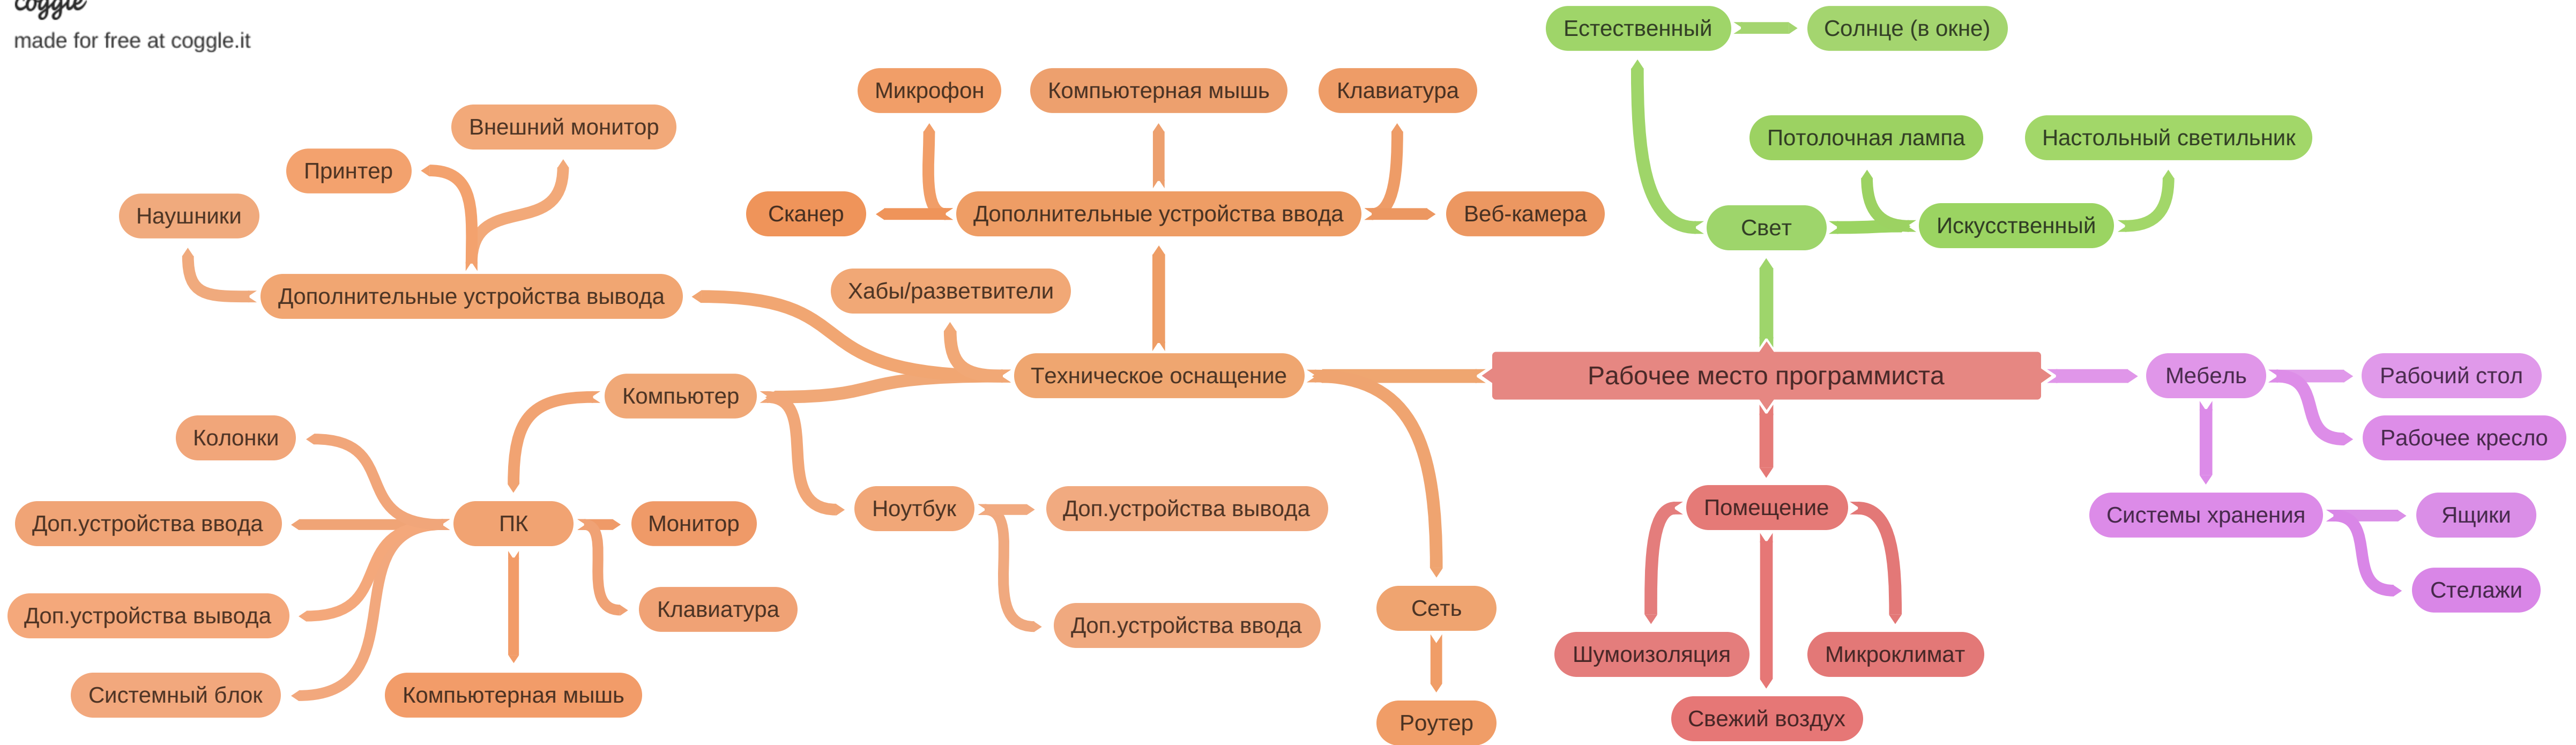 coggle
made for free at coggle.it
Естественный
Солнце (в окне)
Микрофон
Компьютерная мышь
Клавиатура
Внешний монитор
Потолочная лампа
Настольный светильник
Принтер
Наушники
Сканер
Дополнительные устройства ввода
Веб-камера
Свет
Искусственный
Дополнительные устройства вывода
Хабы/разветвители
Компьютер
Техническое оснащение
Рабочее место программиста
Мебель
Рабочий стол
Рабочее кресло
Колонки
Доп.устройства ввода
ПК
Монитор
Ноутбук
Доп.устройства вывода
Помещение
Системы хранения
Ящики
Стелажи
Доп.устройства вывода
Клавиатура
Доп.устройства ввода
Сеть
Шумоизоляция
Микроклимат
Системный блок
Компьютерная мышь
Роутер
Свежий воздух